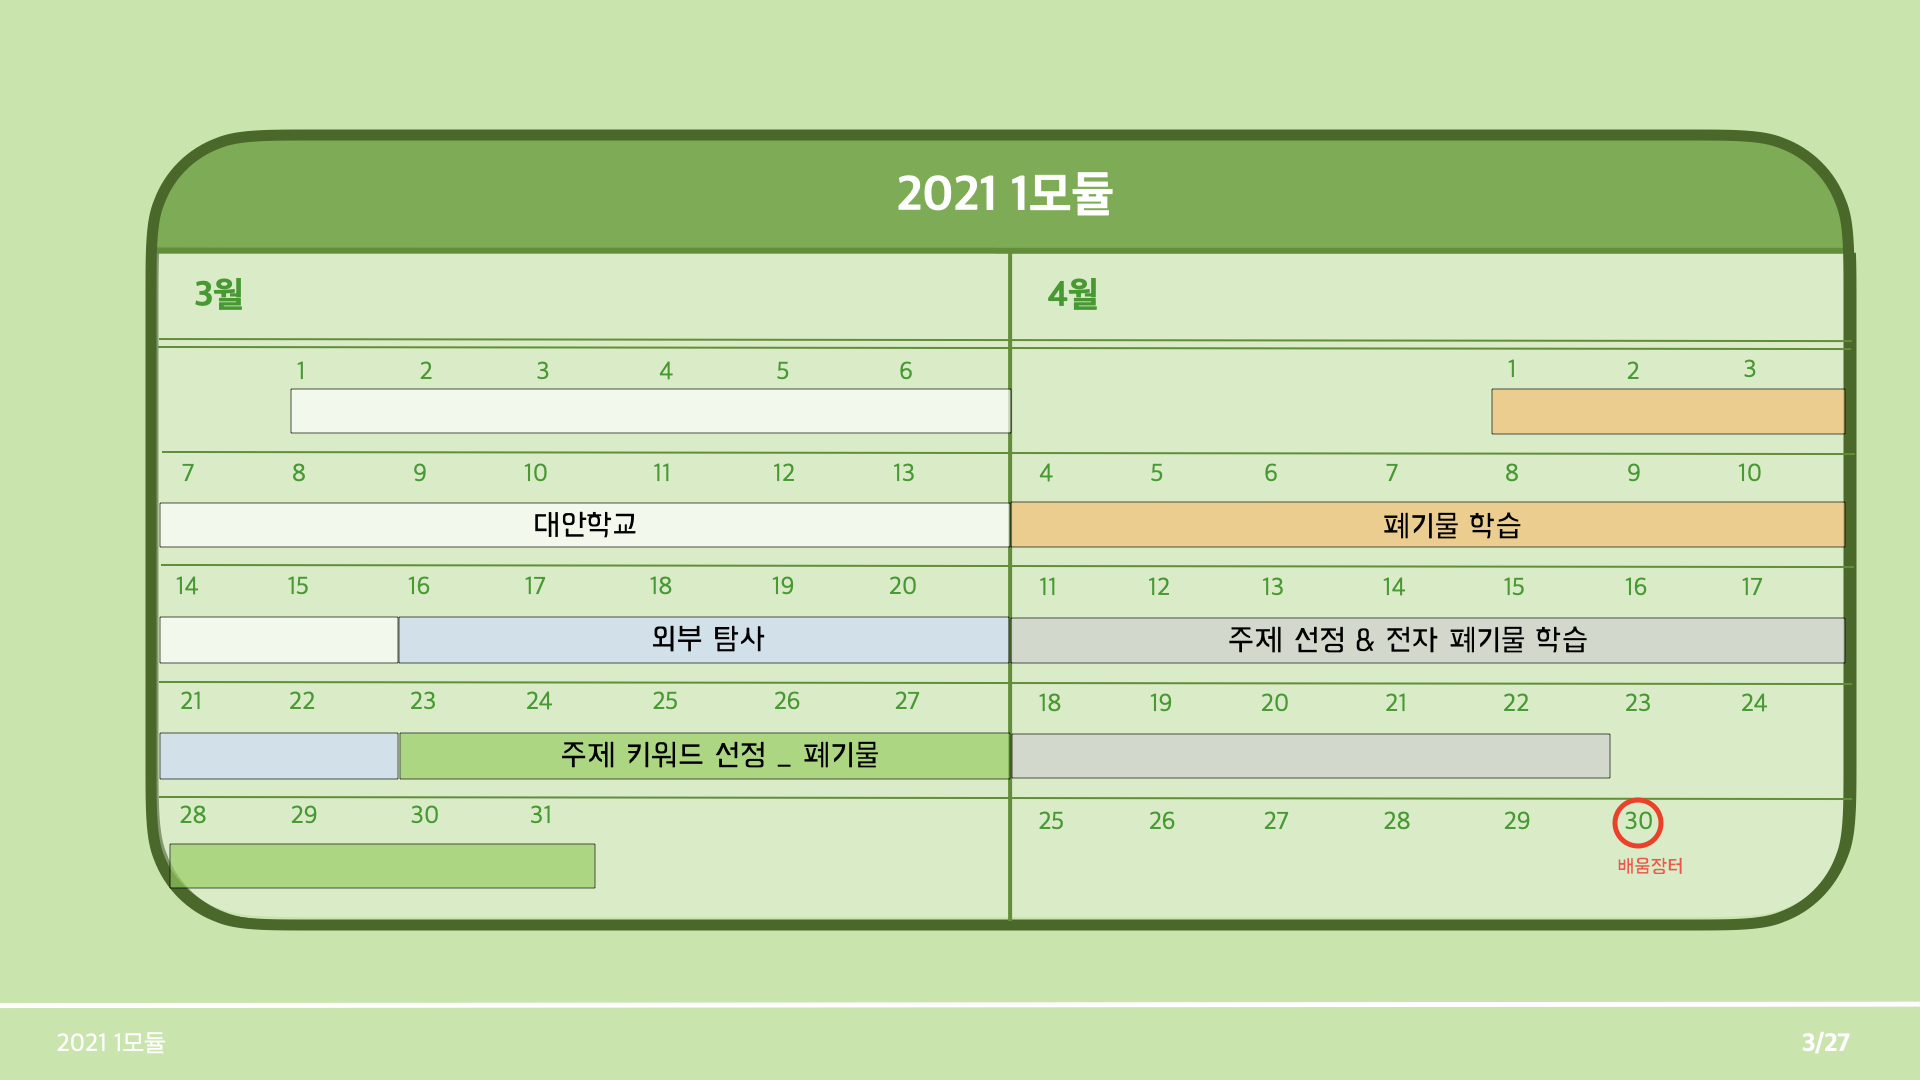 2021 1모듈
3월
1 2 3 4 5 6
7 8 9 10 11 12 13
대안학교
14 15 16 17 18 19 20
외부 탐사
21 22 23 24 25 26 27
주제 키워드 선정 _ 폐기물
28 29 30 31
4월
1 2 3
4 5 6 7 8 9 10
폐기물 학습
11 12 13 14 15 16 17
주제 선정 & 전자 폐기물 학습
18 19 20 21 22 23 24
25 26 27 28 29 30
배움장터
2021 1모듈
3/27